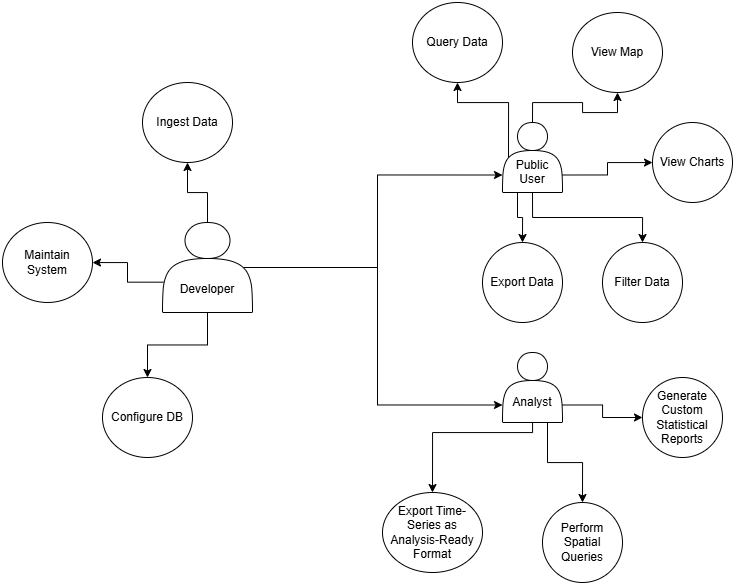 Query Data
View Map
Ingest Data
Public
User
View Charts
Maintain
System
Developer
Export Data
Filter Data
Configure DB
Analyst
Generate
Custom
Statistical
Reports
Export Time-
Series as
Analysis-Ready
Format
Perform
Spatial
Queries